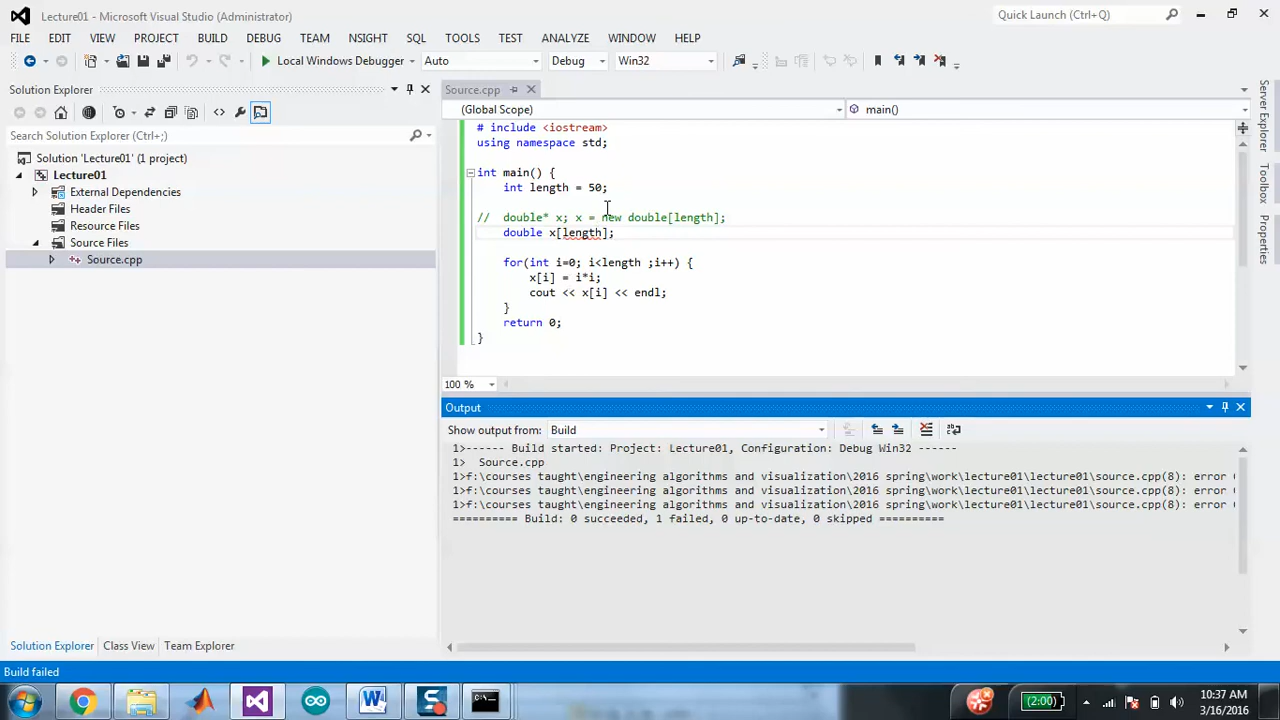 Lecture01 - Microsoft Visual Studio (Administrator)
Quick Launch (Ctrl+Q)
FILE EDIT VIEW PROJECT BUILD DEBUG TEAM NSIGHT SQL TOOLS TEST ANALYZE WINDOW HELP
Local Windows Debugger Auto Debug Win32
Solution Explorer
Search Solution Explorer (Ctrl+;)
Solution 'Lecture01' (1 project)
Lecture01
External Dependencies
Header Files
Resource Files
Source Files
Source.cpp
Solution Explorer Class View Team Explorer
Source.cpp
(Global Scope) main()
# include <iostream>
using namespace std;
int main() {
int length = 50;
// double* x; x = new double[length];
double x[length];
for(int i=0; i<length ;i++) {
x[i] = i*i;
cout << x[i] << endl;
}
return 0;
}
100 %
Output
Show output from: Build
1>------ Build started: Project: Lecture01, Configuration: Debug Win32 ------
1> Source.cpp
1>f:\courses taught\engineering algorithms and visualization\2016 spring\work\lecture01\lecture01\source.cpp(8): error
1>f:\courses taught\engineering algorithms and visualization\2016 spring\work\lecture01\lecture01\source.cpp(8): error
1>f:\courses taught\engineering algorithms and visualization\2016 spring\work\lecture01\lecture01\source.cpp(8): error
========== Build: 0 succeeded, 1 failed, 0 up-to-date, 0 skipped ==========
Server Explorer
Toolbox
Properties
Build failed
(2:00)
10:37 AM
3/16/2016